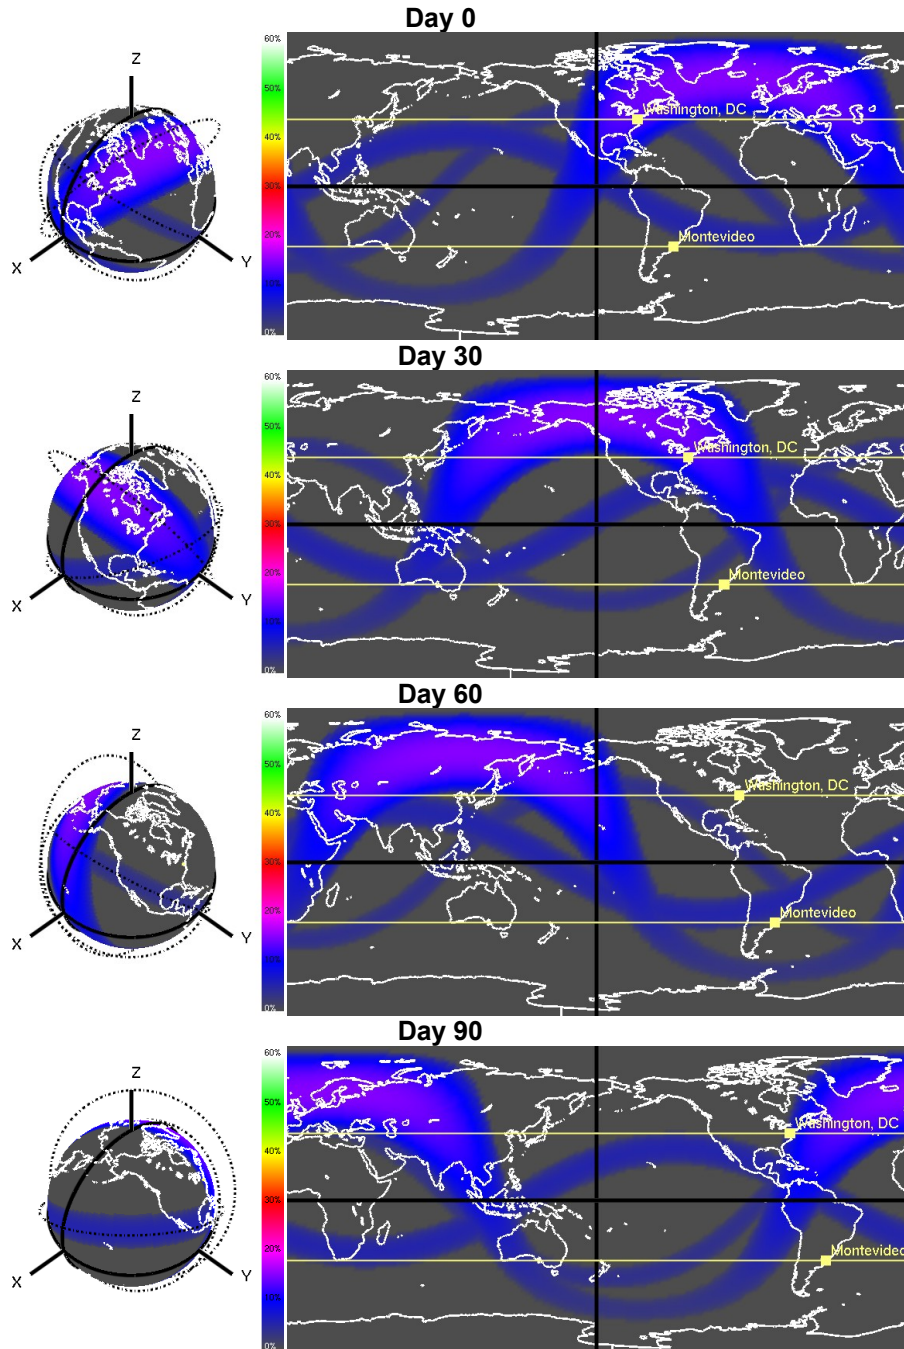 Day 0
Z
X
Y
60%
50%
40%
30%
20%
10%
0%
Washington, DC
Montevideo
Day 30
Z
X
Y
60%
50%
40%
30%
20%
10%
0%
Washington, DC
Montevideo
Day 60
Z
X
Y
60%
50%
40%
30%
20%
10%
0%
Washington, DC
Montevideo
Day 90
Z
X
Y
60%
50%
40%
30%
20%
10%
0%
Washington, DC
Montevideo